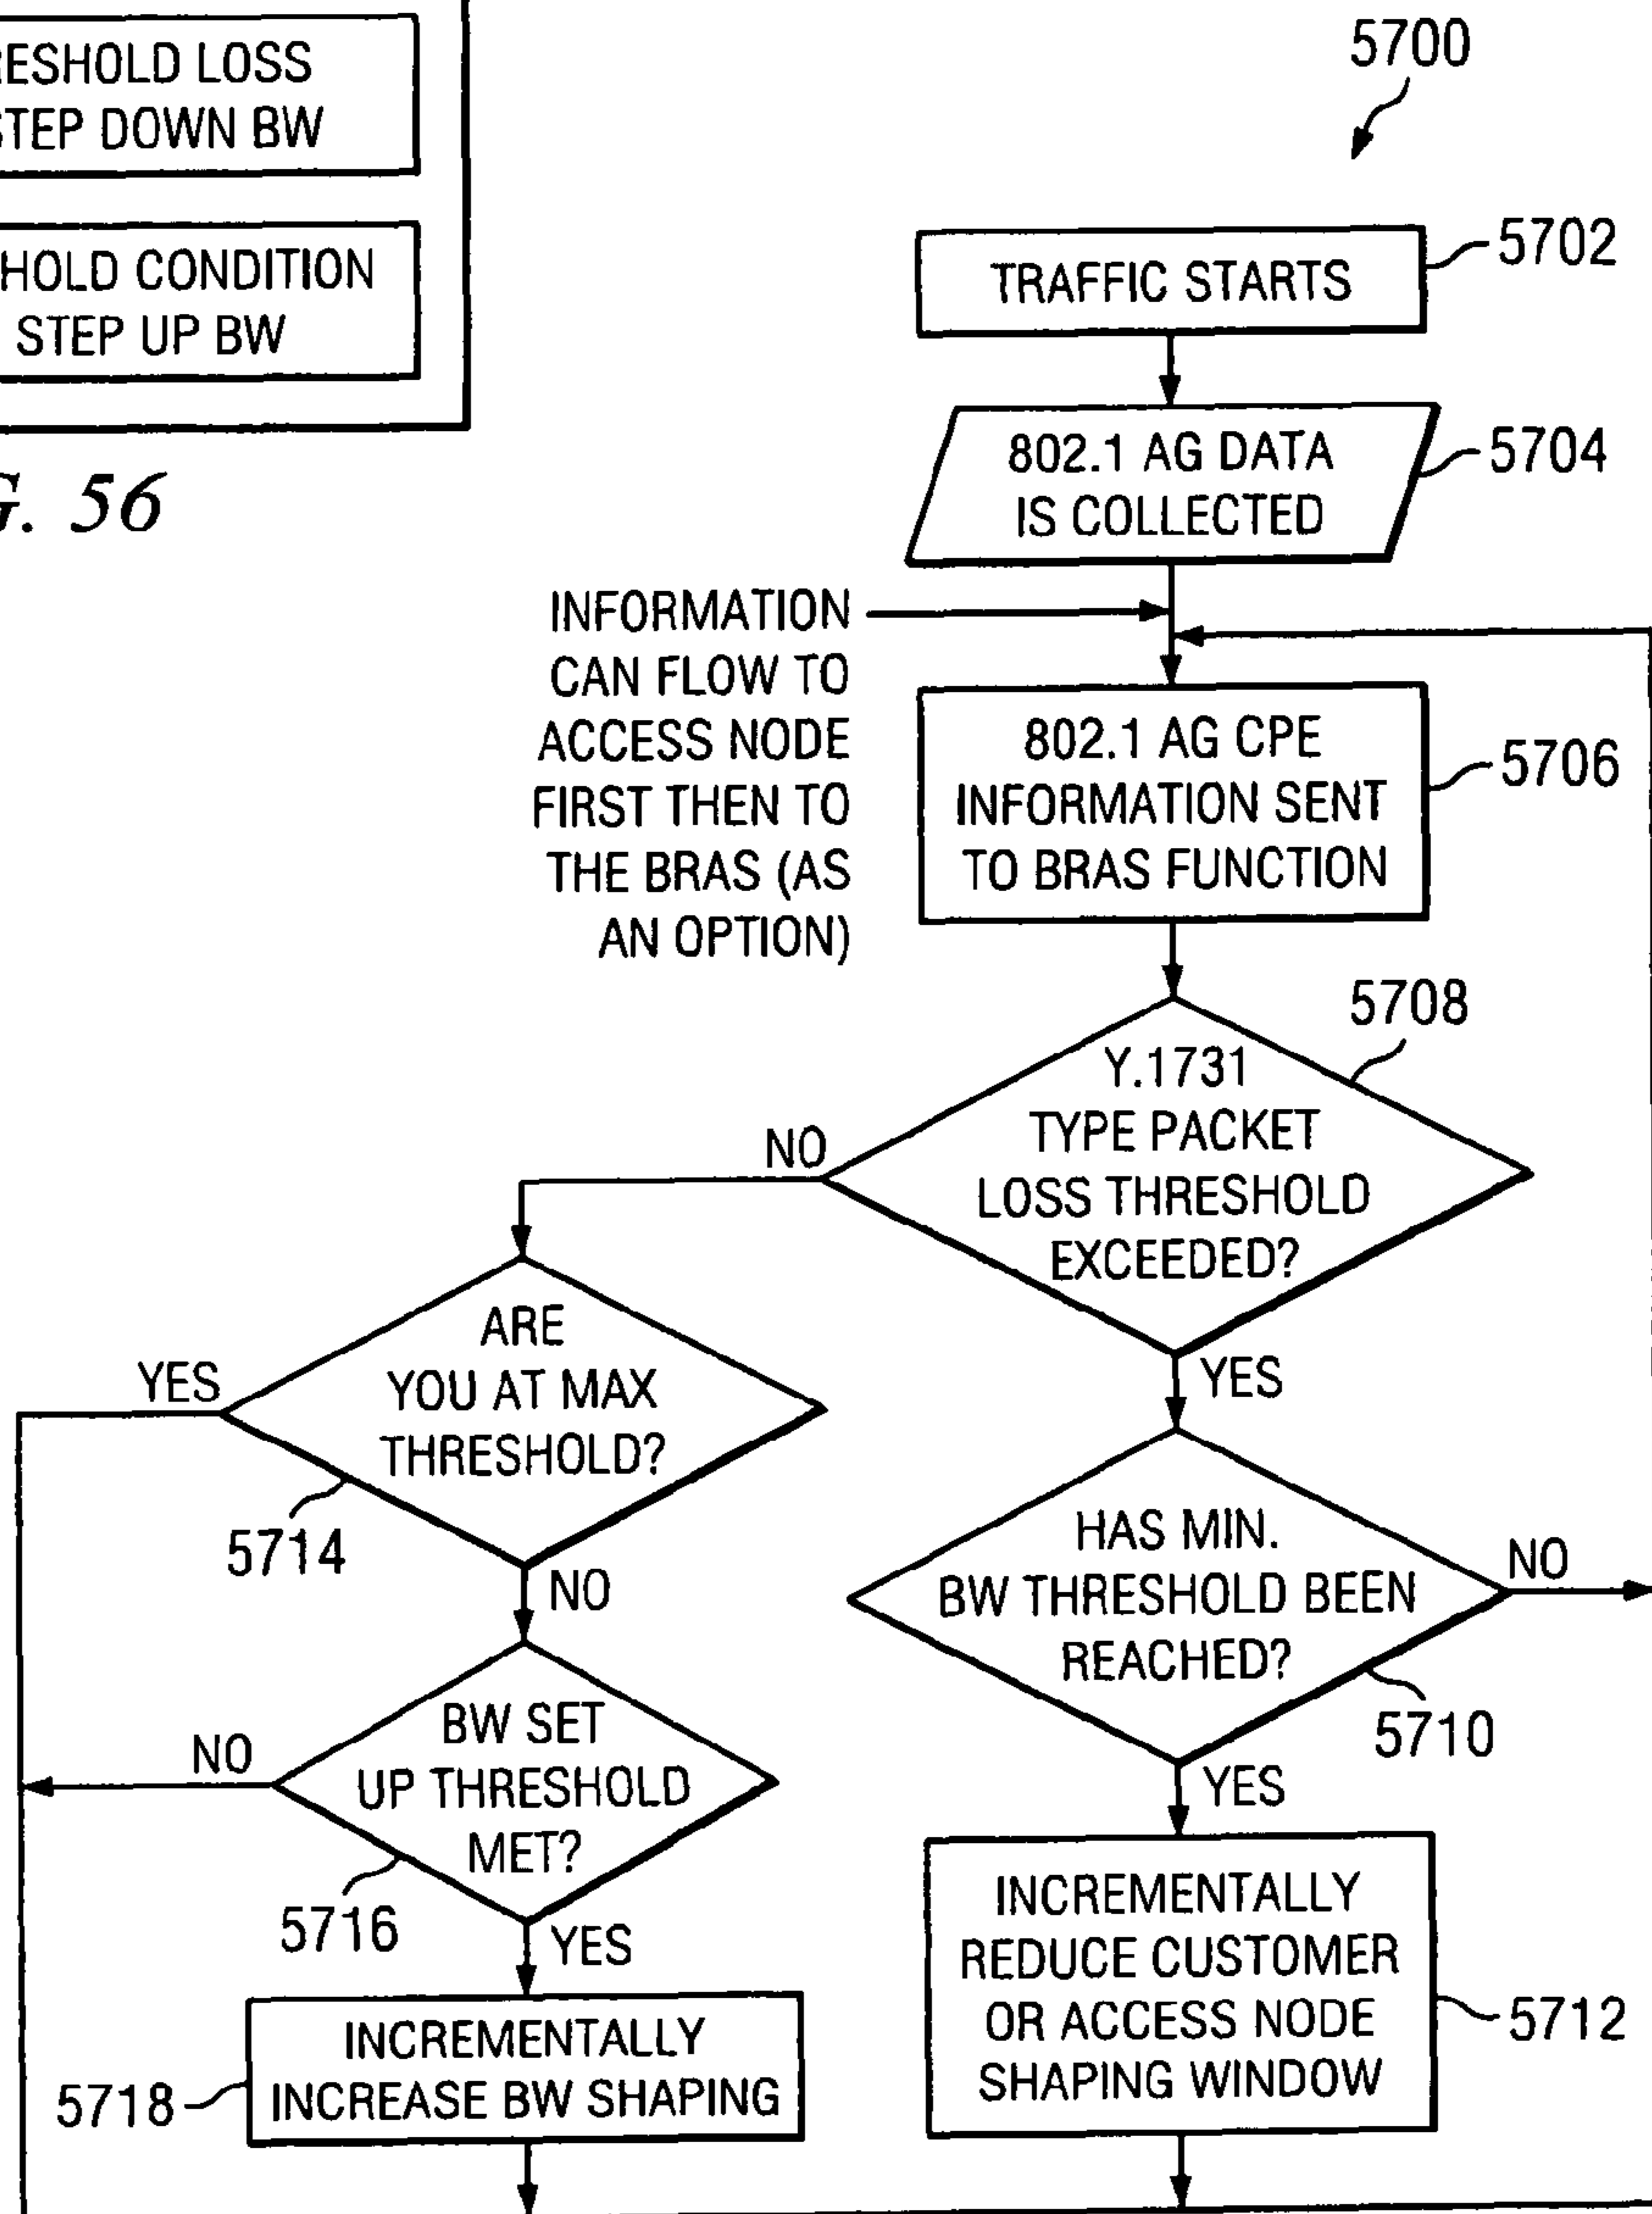 RESHOLD LOSS
STEP DOWN BW
HOLD CONDITION
STEP UP BW
G. 56
5700
TRAFFIC STARTS
5702
802.1 AG DATA
IS COLLECTED
5704
INFORMATION
CAN FLOW TO
ACCESS NODE
FIRST THEN TO
THE BRAS (AS
AN OPTION)
802.1 AG CPE
INFORMATION SENT
TO BRAS FUNCTION
5706
5708
Y.1731
TYPE PACKET
LOSS THRESHOLD
EXCEEDED?
NO
YES
ARE
YOU AT MAX
THRESHOLD?
YES
5714
NO
HAS MIN.
BW THRESHOLD BEEN
REACHED?
NO
5710
YES
BW SET
UP THRESHOLD
MET?
NO
5716
YES
INCREMENTALLY
INCREASE BW SHAPING
5718
INCREMENTALLY
REDUCE CUSTOMER
OR ACCESS NODE
SHAPING WINDOW
5712